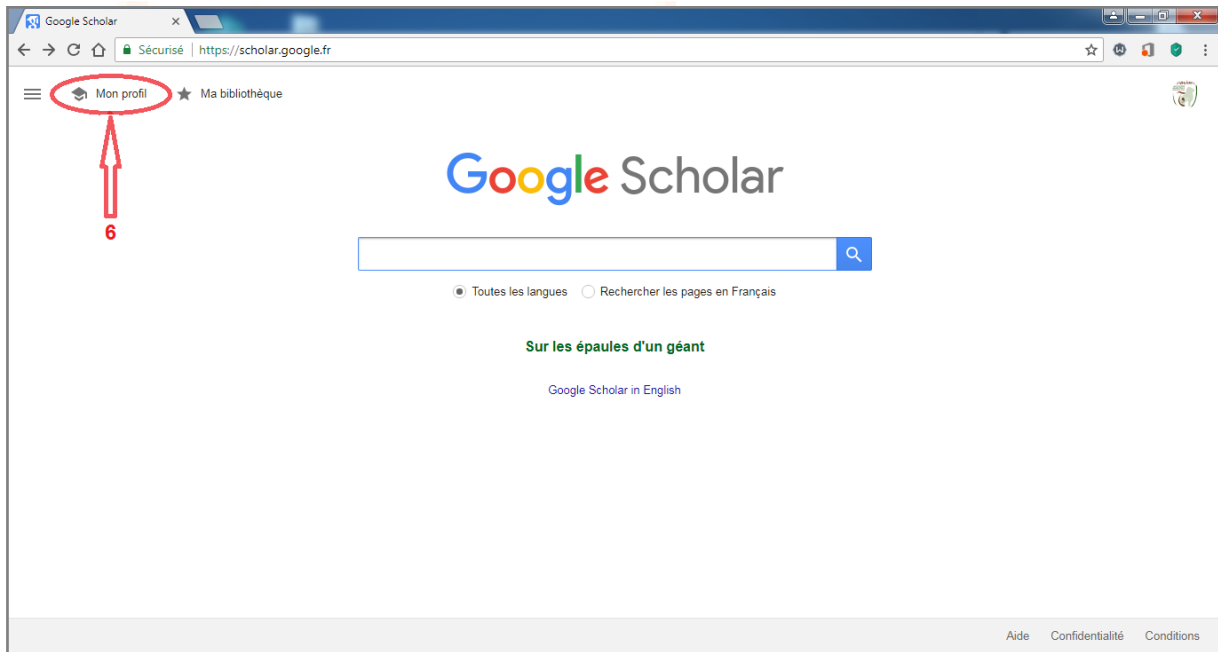 Google Scholar
Sécurisé | https://scholar.google.fr
Mon profil Ma bibliothèque
Google Scholar
6
Toutes les langues Rechercher les pages en Français
Sur les épaules d'un géant
Google Scholar in English
Aide Confidentialité Conditions